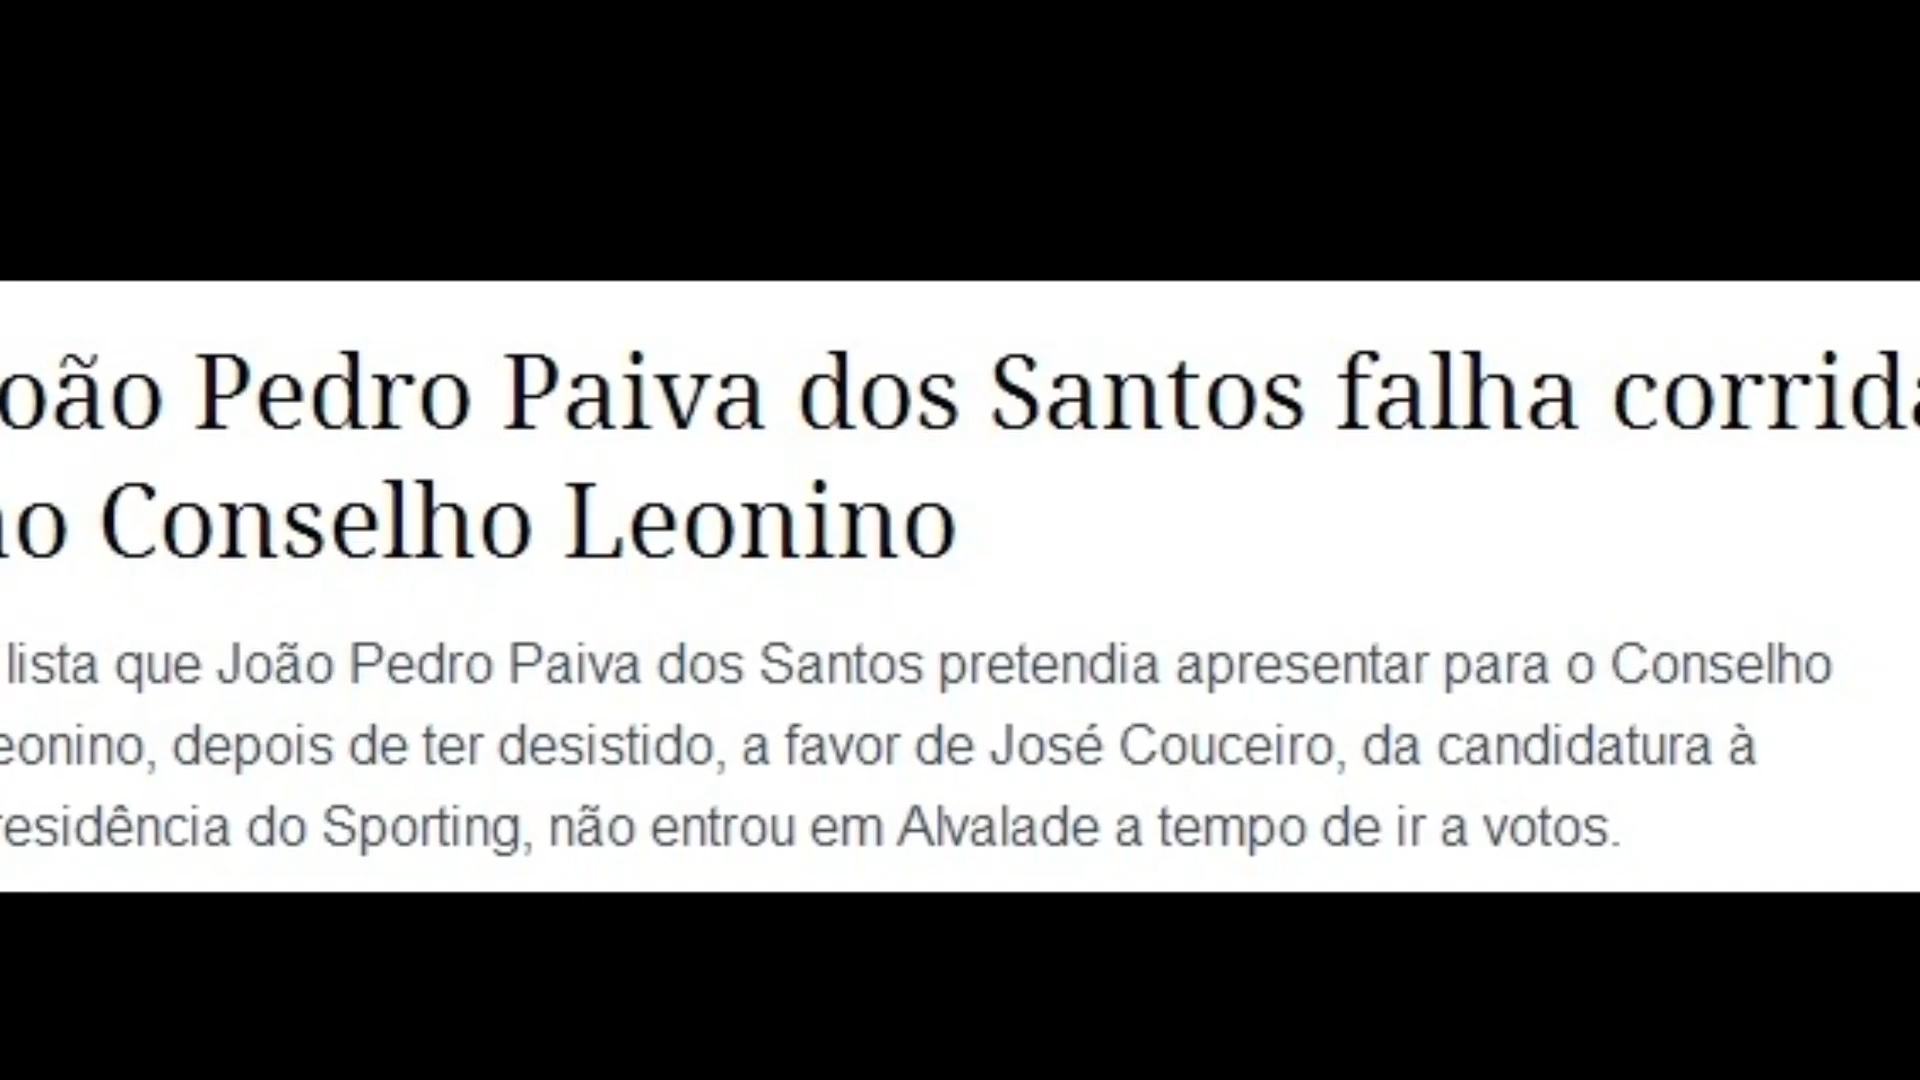 oão Pedro Paiva dos Santos falha corrida
ao Conselho Leonino
lista que João Pedro Paiva dos Santos pretendia apresentar para o Conselho
eonino, depois de ter desistido, a favor de José Couceiro, da candidatura à
residência do Sporting, não entrou em Alvalade a tempo de ir a votos.